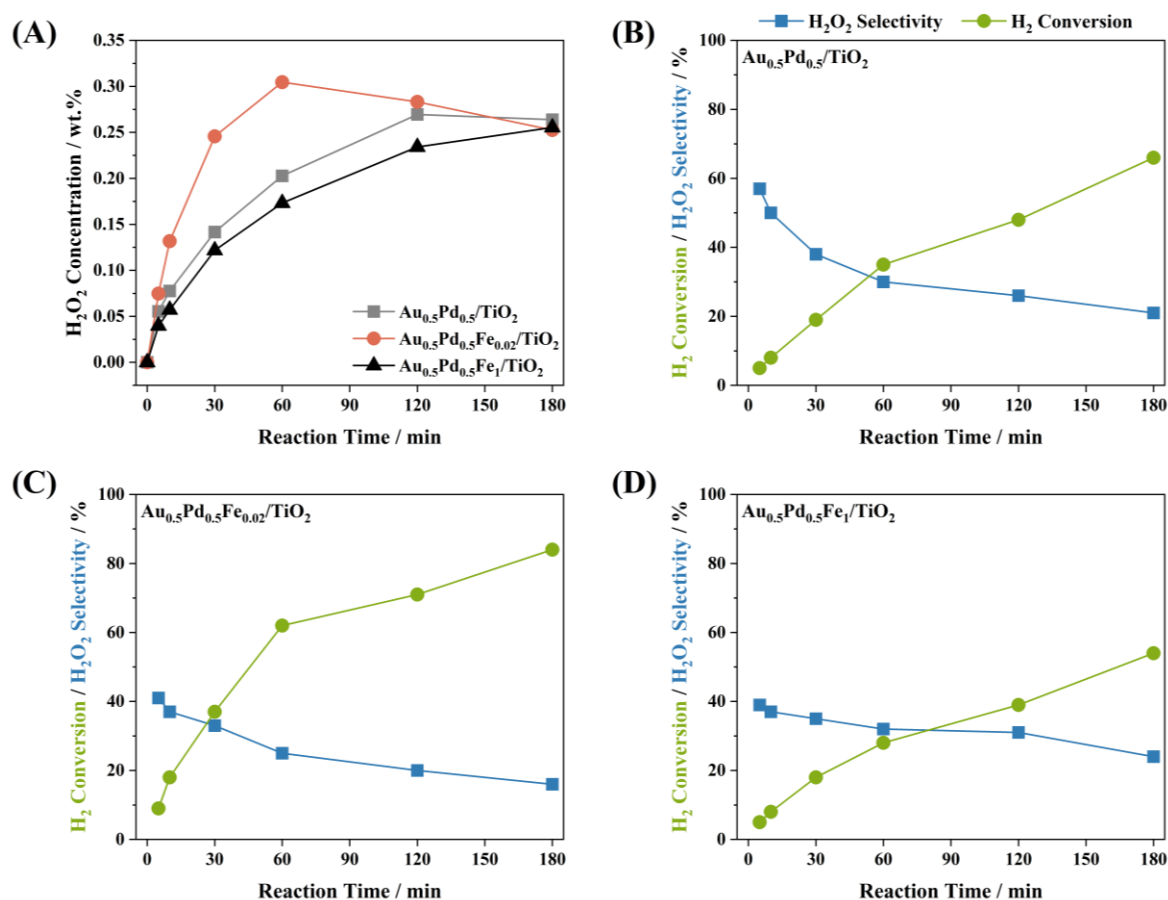 (A)
H₂O₂ Concentration / wt.%
0.35
0.30
0.25
0.20
0.15
0.10
0.05
0.00
Au₀.₅Pd₀.₅/TiO₂
Au₀.₅Pd₀.₅Fe₀.₀₂/TiO₂
Au₀.₅Pd₀.₅Fe₁/TiO₂
0 30 60 90 120 150 180
Reaction Time / min
H₂O₂ Selectivity H₂ Conversion
(B)
H₂ Conversion / H₂O₂ Selectivity / %
Au₀.₅Pd₀.₅/TiO₂
100
80
60
40
20
0
0 30 60 90 120 150 180
Reaction Time / min
(C)
H₂ Conversion / H₂O₂ Selectivity / %
Au₀.₅Pd₀.₅Fe₀.₀₂/TiO₂
100
80
60
40
20
0
0 30 60 90 120 150 180
Reaction Time / min
(D)
H₂ Conversion / H₂O₂ Selectivity / %
Au₀.₅Pd₀.₅Fe₁/TiO₂
100
80
60
40
20
0
0 30 60 90 120 150 180
Reaction Time / min